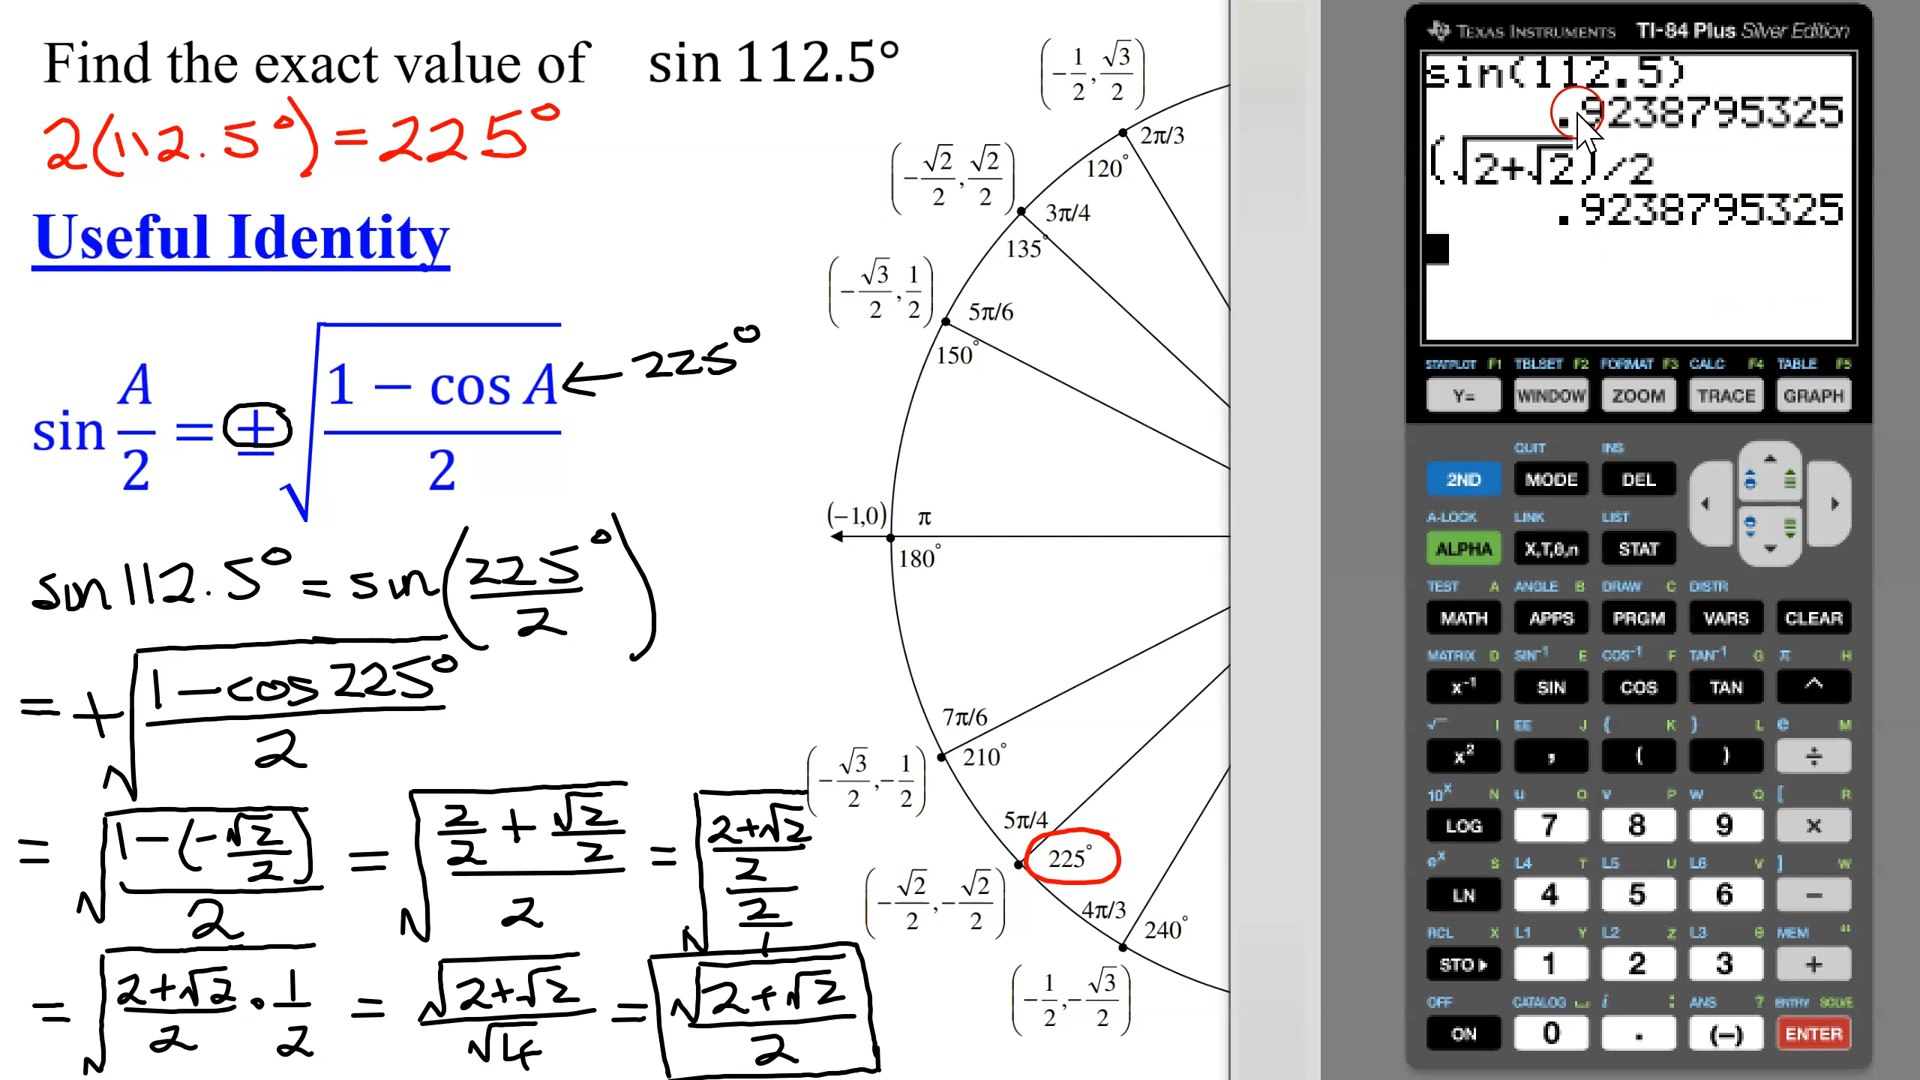 Find the exact value of sin 112.5°
2(112.5°) = 225°
Useful Identity
sin A/2 = ± √((1 − cos A)/2) ← 225°
sin 112.5° = sin(225°/2)
= +√((1 − cos 225°)/2)
= √((1 − (−√2/2))/2) = √((2/2 + √2/2)/2) = √(((2+√2)/2)/(2/1))
= √((2+√2)/2 · 1/2) = √(2+√2)/√4 = √(2+√2)/2
(−1/2, √3/2)
2π/3
120°
(−√2/2, √2/2)
3π/4
135°
(−√3/2, 1/2)
5π/6
150°
(−1,0) π
180°
7π/6
210°
(−√3/2, −1/2)
5π/4
225°
(−√2/2, −√2/2)
4π/3
240°
(−1/2, −√3/2)
TEXAS INSTRUMENTS TI-84 Plus Silver Edition
sin(112.5)
.9238795325
(√2+√2)/2
.9238795325
STATPLOT F1 TBLSET F2 FORMAT F3 CALC F4 TABLE F5
Y= WINDOW ZOOM TRACE GRAPH
QUIT INS
2ND MODE DEL
A-LOCK LINK LIST
ALPHA X,T,θ,n STAT
TEST A ANGLE B DRAW C DISTR
MATH APPS PRGM VARS CLEAR
MATRIX D SIN⁻¹ E COS⁻¹ F TAN⁻¹ G π H
x⁻¹ SIN COS TAN ^
√ I EE J { K } L e M
x² , ( ) ÷
10ˣ N u O v P w Q [ R
LOG 7 8 9 ×
eˣ S L4 T L5 U L6 V ] W
LN 4 5 6 −
RCL X L1 Y L2 Z L3 θ MEM "
STO▶ 1 2 3 +
OFF CATALOG i : ANS ? ENTRY SOLVE
ON 0 . (−) ENTER